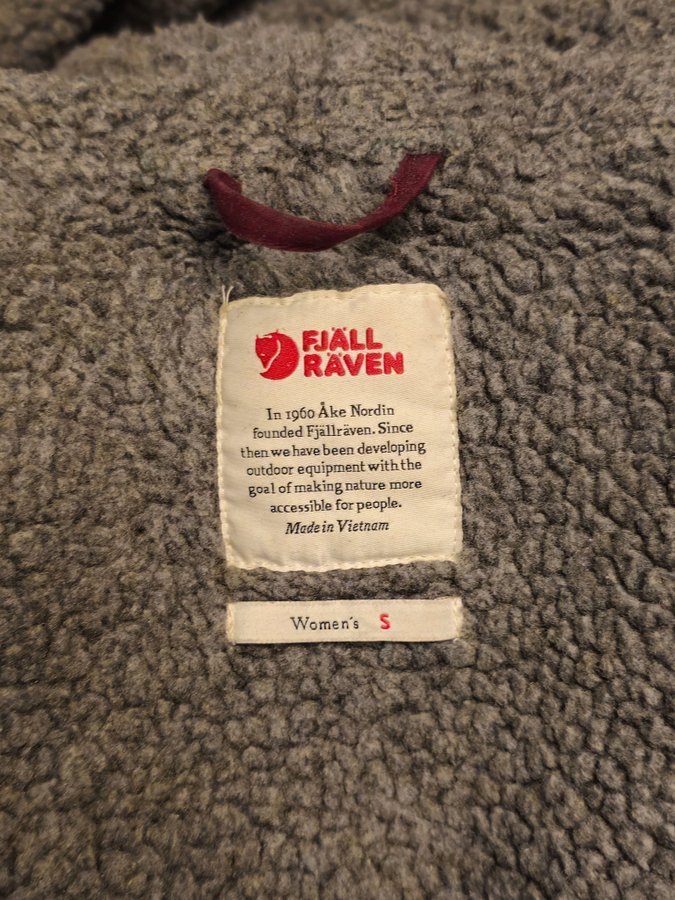 FJÄLL
RÄVEN
In 1960 Åke Nordin
founded Fjällräven. Since
then we have been developing
outdoor equipment with the
goal of making nature more
accessible for people.
Made in Vietnam
Women's S